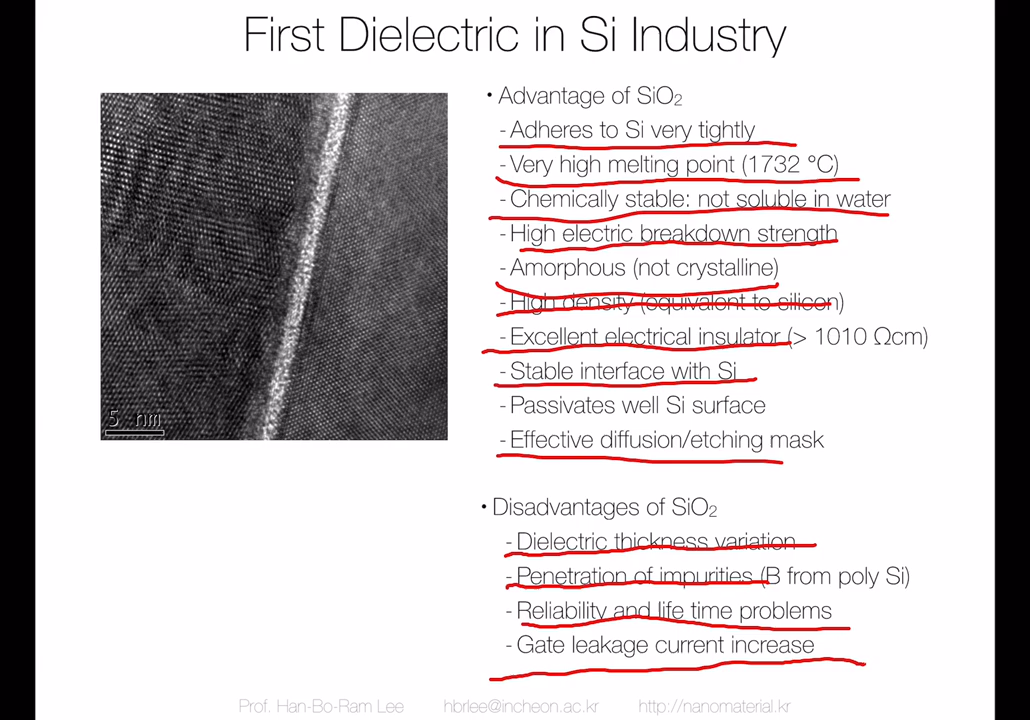 First Dielectric in Si Industry
5 nm
• Advantage of SiO₂
- Adheres to Si very tightly
- Very high melting point (1732 °C)
- Chemically stable: not soluble in water
- High electric breakdown strength
- Amorphous (not crystalline)
- High density (equivalent to silicon)
- Excellent electrical insulator (> 1010 Ωcm)
- Stable interface with Si
- Passivates well Si surface
- Effective diffusion/etching mask
• Disadvantages of SiO₂
- Dielectric thickness variation
- Penetration of impurities (B from poly Si)
- Reliability and life time problems
- Gate leakage current increase
Prof. Han-Bo-Ram Lee hbrlee@incheon.ac.kr http://nanomaterial.kr